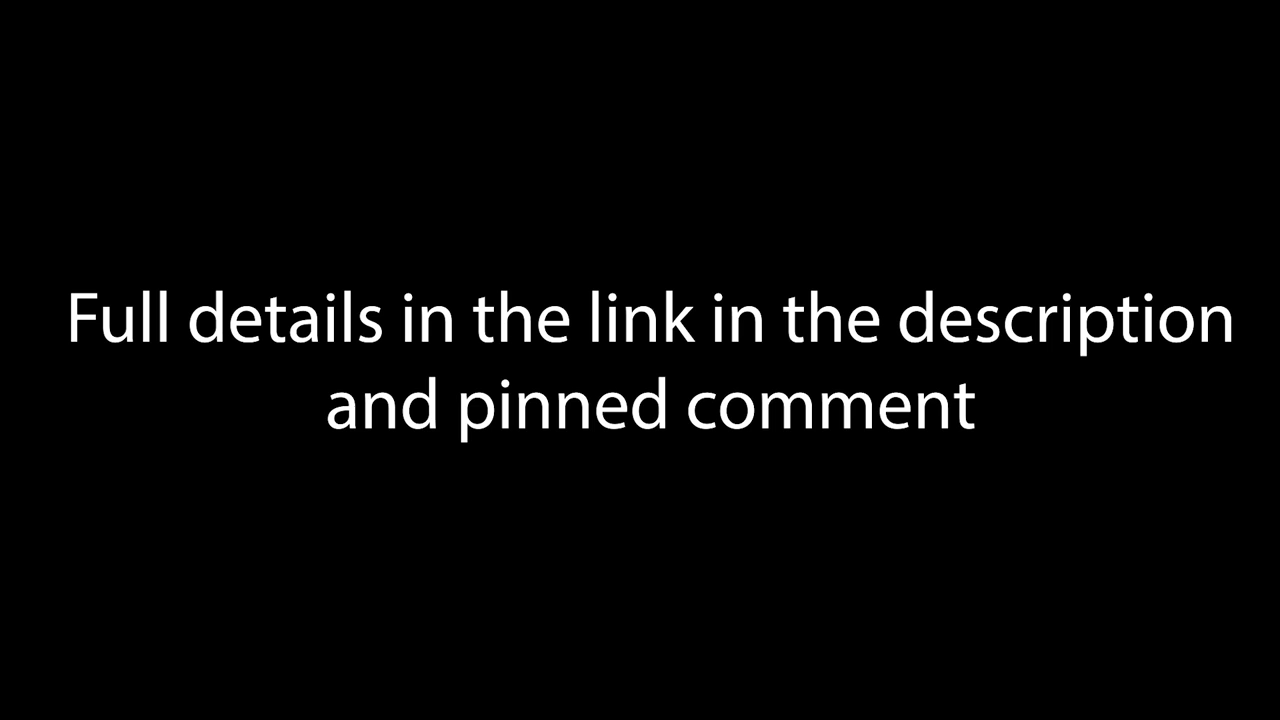 Full details in the link in the description
and pinned comment